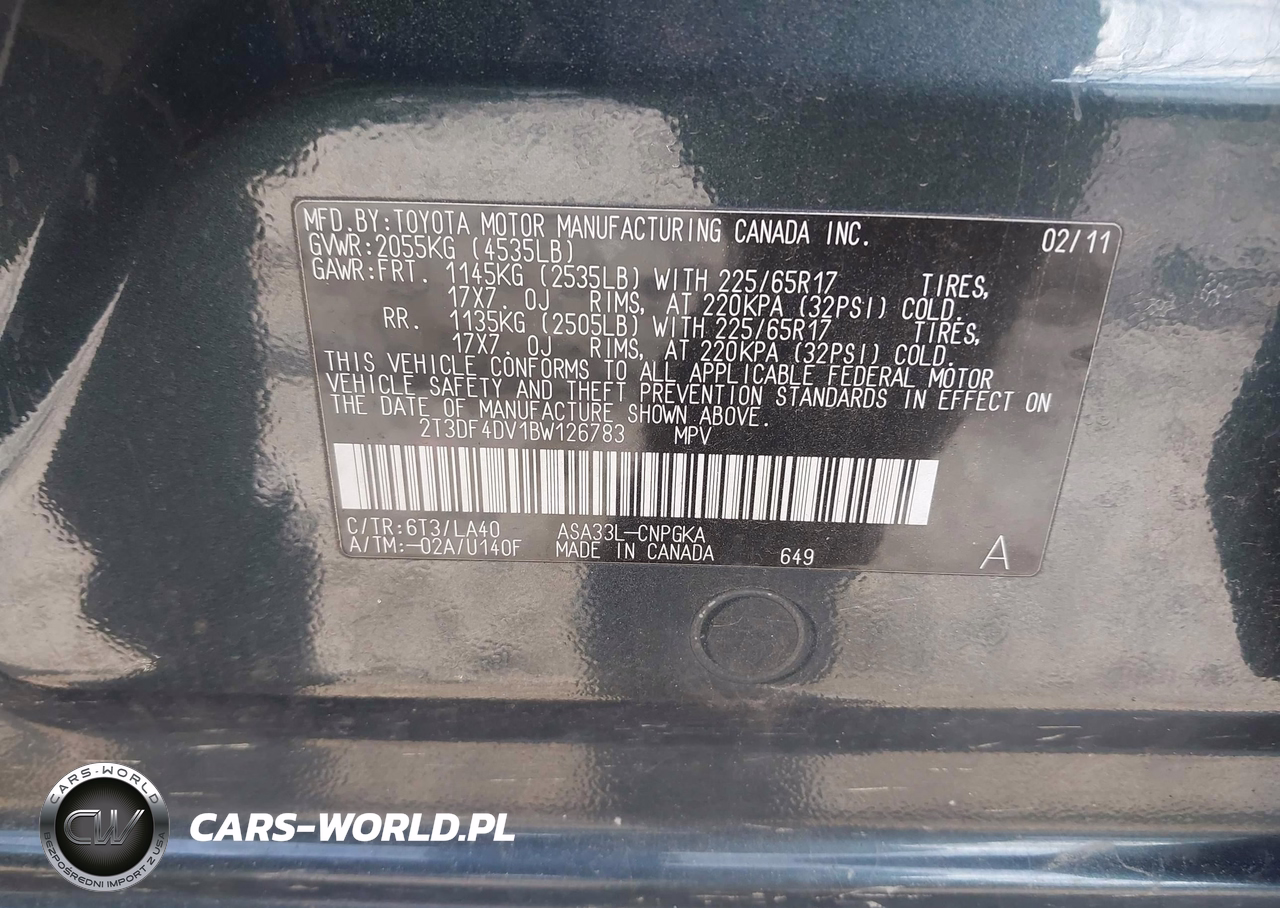 MFD.BY:TOYOTA MOTOR MANUFACTURING CANADA INC. 02/11
GVWR:2055KG (4535LB)
GAWR:FRT. 1145KG (2535LB) WITH 225/65R17 TIRES,
17X7. 0J RIMS, AT 220KPA (32PSI) COLD.
RR. 1135KG (2505LB) WITH 225/65R17 TIRES,
17X7. 0J RIMS, AT 220KPA (32PSI) COLD.
THIS VEHICLE CONFORMS TO ALL APPLICABLE FEDERAL MOTOR
VEHICLE SAFETY AND THEFT PREVENTION STANDARDS IN EFFECT ON
THE DATE OF MANUFACTURE SHOWN ABOVE.
2T3DF4DV1BW126783 MPV
C/TR:6T3/LA40 ASA33L-CNPGKA
A/TM:-02A/U140F MADE IN CANADA 649 A
CARS-WORLD
CW
BEZPOŚREDNI IMPORT Z USA
CARS-WORLD.PL